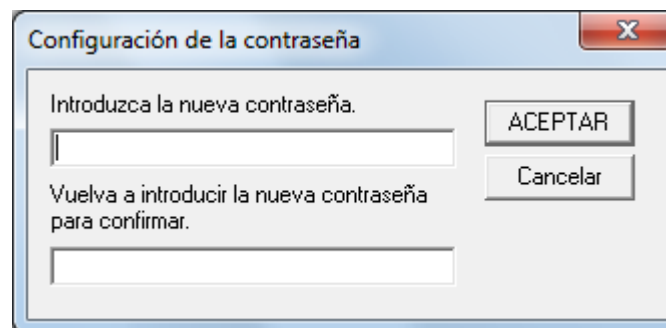 Configuración de la contraseña
Introduzca la nueva contraseña.
ACEPTAR
Cancelar
Vuelva a introducir la nueva contraseña
para confirmar.